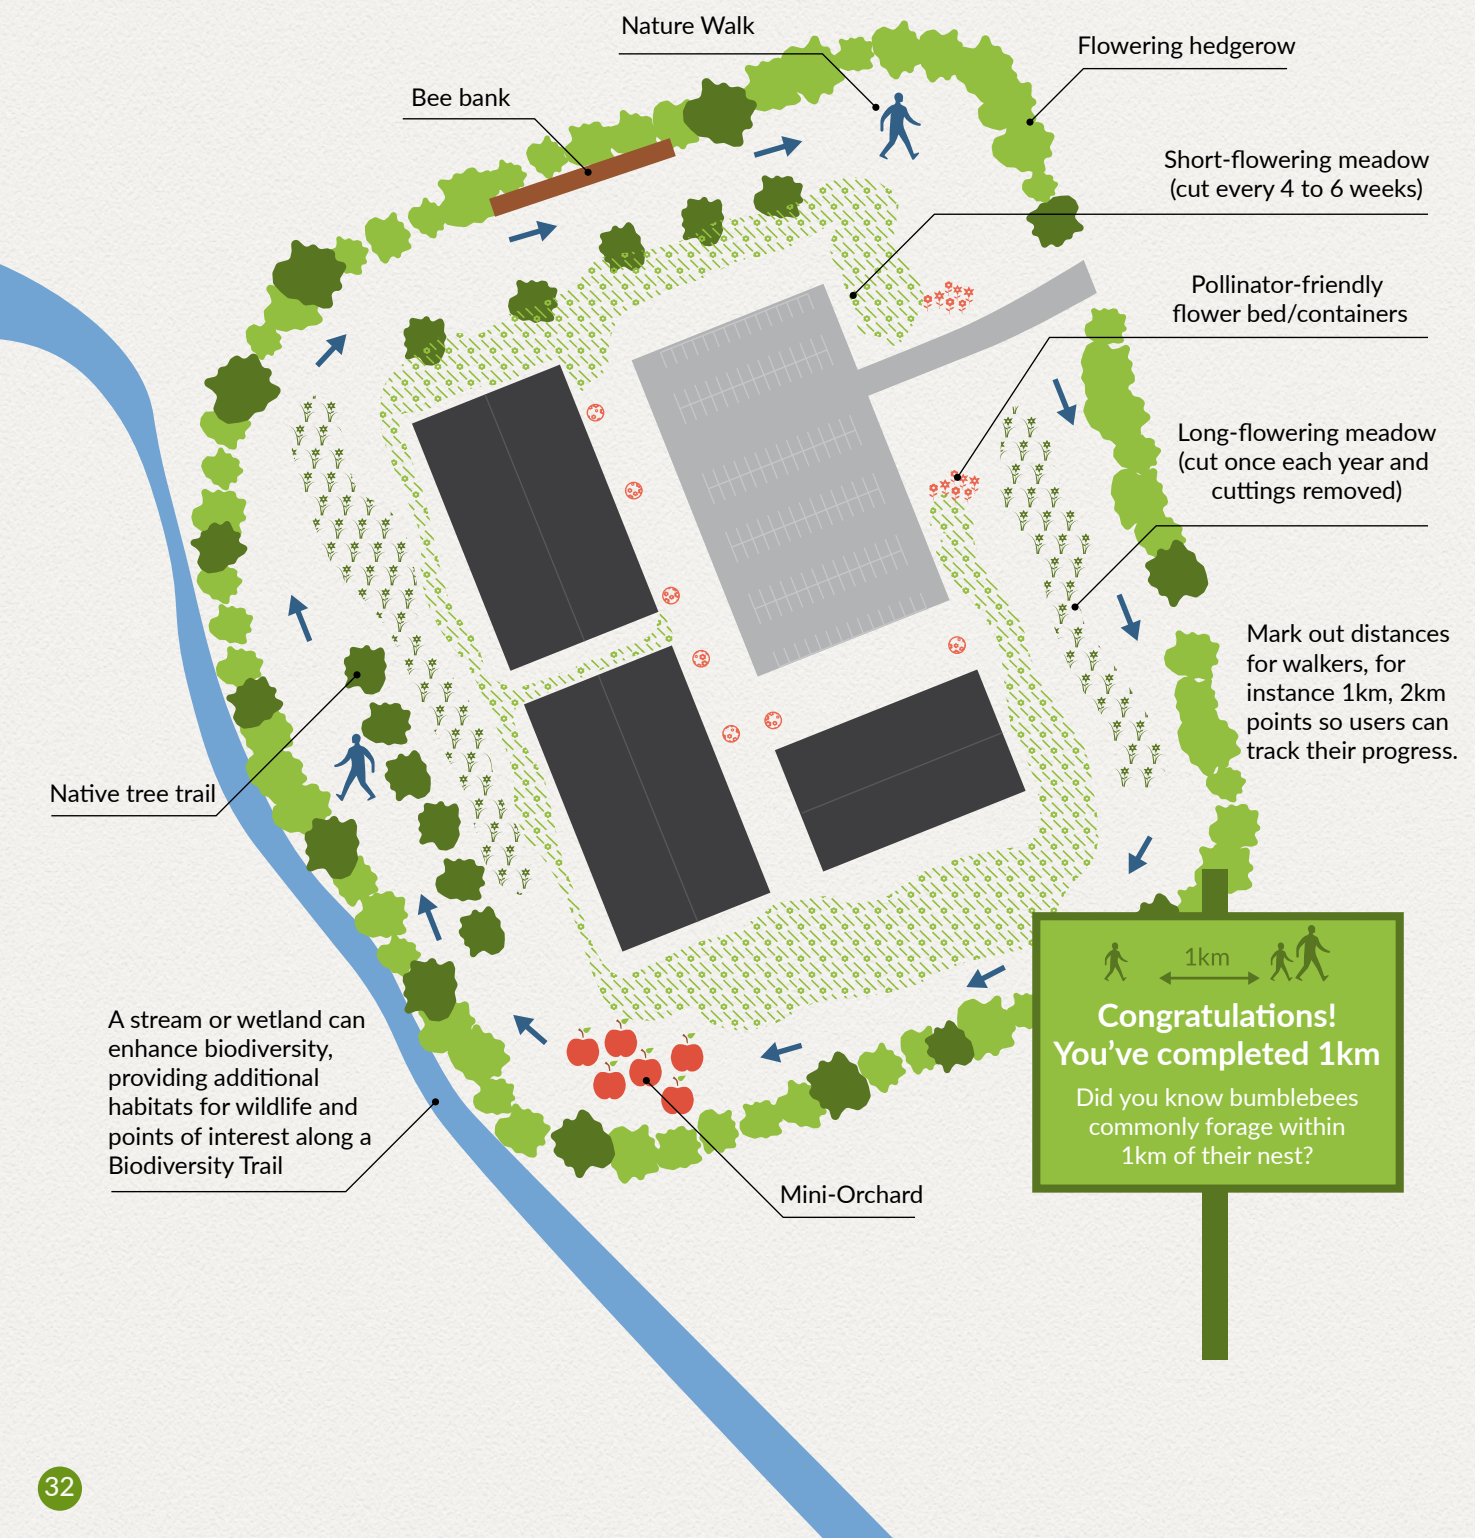 Nature Walk
Flowering hedgerow
Bee bank
Short-flowering meadow
(cut every 4 to 6 weeks)
Pollinator-friendly
flower bed/containers
Long-flowering meadow
(cut once each year and
cuttings removed)
Mark out distances
for walkers, for
instance 1km, 2km
points so users can
track their progress.
Native tree trail
1km
Congratulations!
You've completed 1km
Did you know bumblebees
commonly forage within
1km of their nest?
A stream or wetland can
enhance biodiversity,
providing additional
habitats for wildlife and
points of interest along a
Biodiversity Trail
Mini-Orchard
32